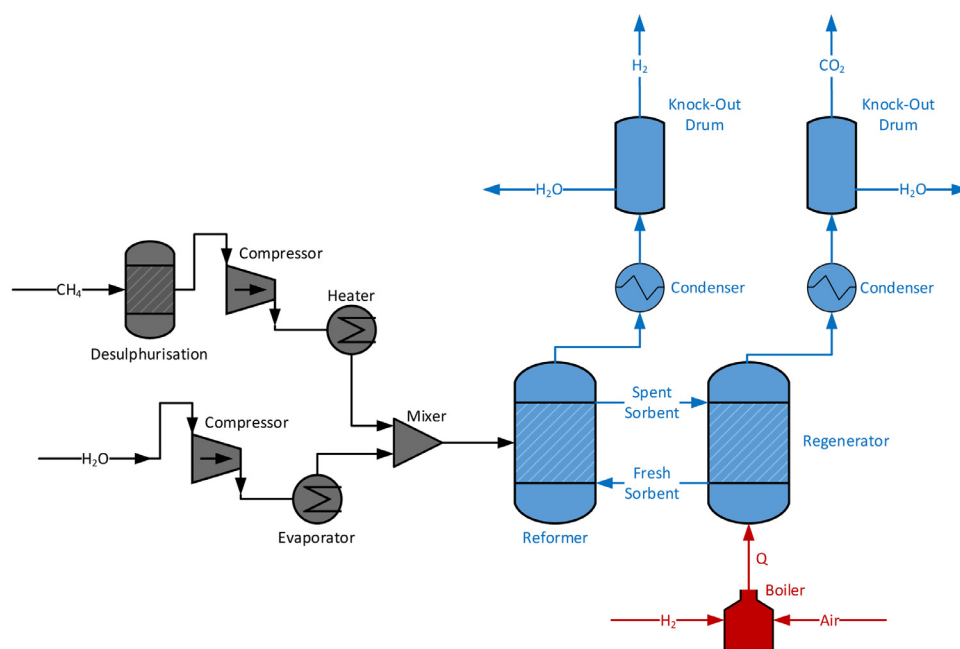 H₂
CO₂
Knock-Out
Drum
Knock-Out
Drum
H₂O
H₂O
Compressor
CH₄
Heater
Condenser
Condenser
Desulphurisation
Spent
Sorbent
Mixer
Compressor
Regenerator
H₂O
Fresh
Sorbent
Evaporator
Reformer
Q
Boiler
H₂
Air